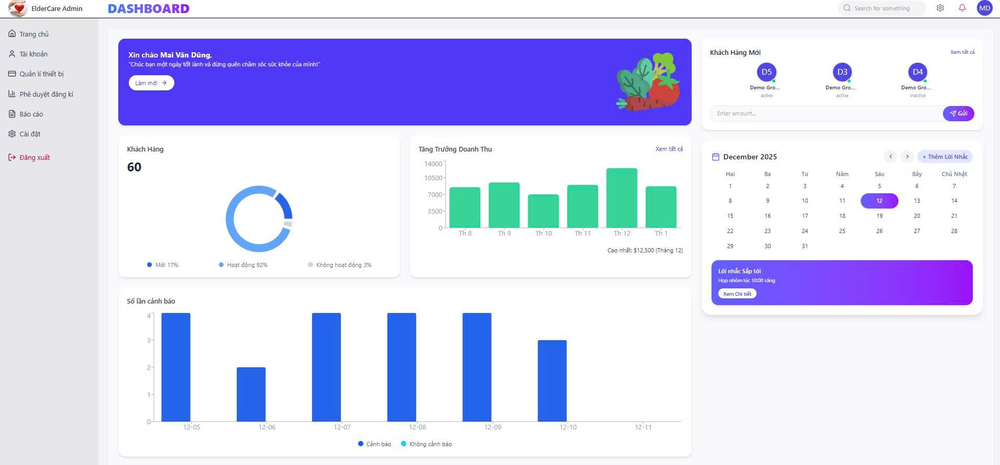 ElderCare Admin
DASHBOARD
Search for something
MD
Trang chủ
Tài khoản
Quản lí thiết bị
Phê duyệt đăng kí
Báo cáo
Cài đặt
Đăng xuất
Xin chào Mai Văn Dũng,
"Chúc bạn một ngày tốt lành và đừng quên chăm sóc sức khỏe của mình!"
Làm mới
Khách Hàng
60
Mới 17%
Hoạt động 92%
Không hoạt động 3%
Tăng Trưởng Doanh Thu
Xem tất cả
14000
10500
7000
3500
0
Th 8 Th 9 Th 10 Th 11 Th 12 Th 1
Cao nhất: $12,500 (Tháng 12)
Số lần cảnh báo
4
3
2
1
0
12-05 12-06 12-07 12-08 12-09 12-10 12-11
Cảnh báo Không cảnh báo
Khách Hàng Mới
Xem tất cả
D5 D3 D4
Demo Gro... Demo Gro... Demo Gro...
active active inactive
Enter amount...
Gửi
December 2025
+ Thêm Lời Nhắc
Hai Ba Tư Năm Sáu Bảy Chủ Nhật
1 2 3 4 5 6 7
8 9 10 11 12 13 14
15 16 17 18 19 20 21
22 23 24 25 26 27 28
29 30 31
Lời nhắc Sắp tới
Họp nhóm lúc 10:00 sáng
Xem Chi tiết